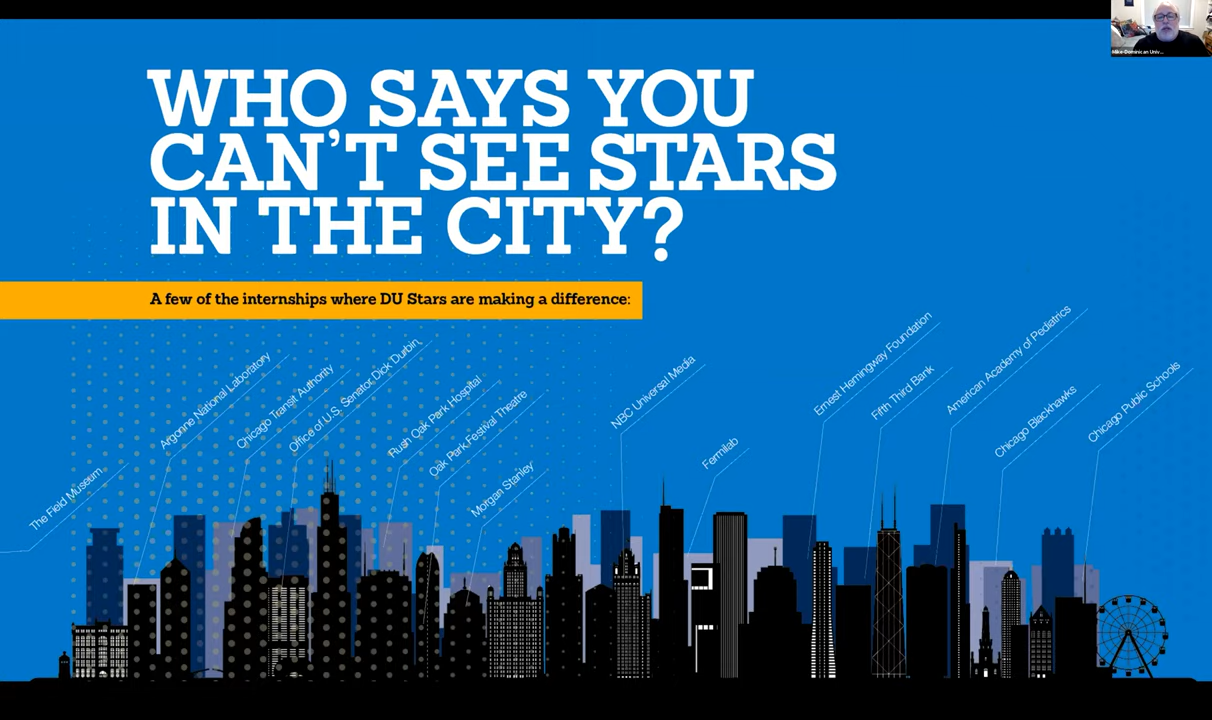 WHO SAYS YOU
CAN'T SEE STARS
IN THE CITY?
A few of the internships where DU Stars are making a difference:
The Field Museum
Argonne National Laboratory
Chicago Transit Authority
Office of U.S. Senator Dick Durbin
Rush Oak Park Hospital
Oak Park Festival Theatre
Morgan Stanley
NBC Universal Media
Fermilab
Ernest Hemingway Foundation
Fifth Third Bank
American Academy of Pediatrics
Chicago Blackhawks
Chicago Public Schools
Mike Dominican Univ...